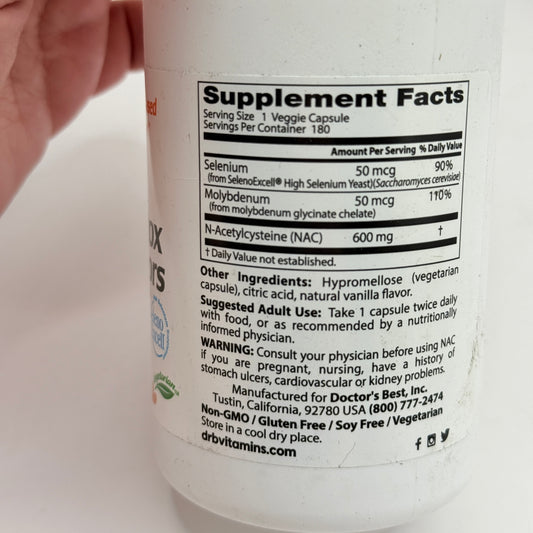 Supplement Facts
Serving Size 1 Veggie Capsule
Servings Per Container 180
Amount Per Serving % Daily Value
Selenium 50 mcg 90%
(from SelenoExcell® High Selenium Yeast)(Saccharomyces cerevisiae)
Molybdenum 50 mcg 110%
(from molybdenum glycinate chelate)
N-Acetylcysteine (NAC) 600 mg †
† Daily Value not established.
Other Ingredients: Hypromellose (vegetarian
capsule), citric acid, natural vanilla flavor.
Suggested Adult Use: Take 1 capsule twice daily
with food, or as recommended by a nutritionally
informed physician.
WARNING: Consult your physician before using NAC
if you are pregnant, nursing, have a history of
stomach ulcers, cardiovascular or kidney problems.
Manufactured for Doctor's Best, Inc.
Tustin, California, 92780 USA (800) 777-2474
Non-GMO / Gluten Free / Soy Free / Vegetarian
Store in a cool dry place.
drbvitamins.com